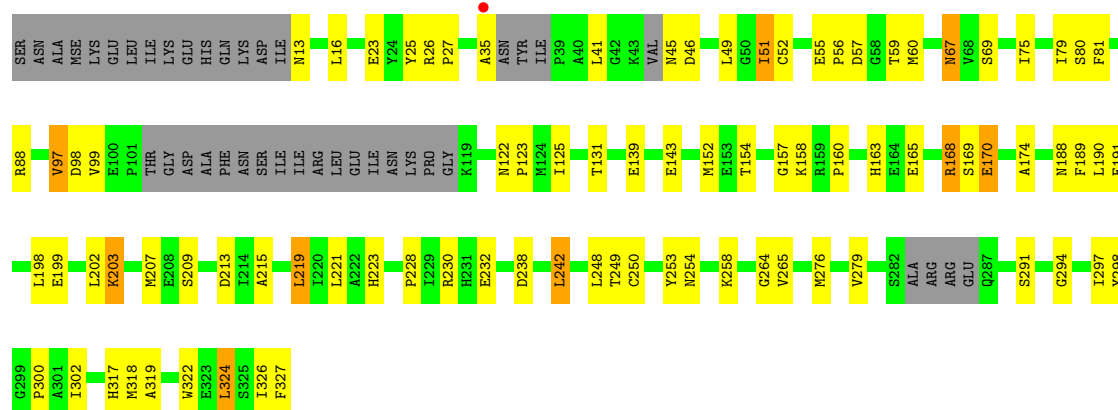 SER ASN ALA MSE LYS GLU LEU ILE LYS GLU HIS GLN LYS ASP ILE N13 L16 E23 Y24 Y25 R26 P27 A35 ASN TYR ILE P39 A40 L41 G42 K43 VAL N45 D46 L49 G50 I51 C52 E55 P56 D57 G58 T59 M60 N67 V68 S69 I75 I79 S80 F81
R88 V97 D98 V99 E100 P101 THR GLY ASP ALA PHE ASN SER ILE ILE ARG LEU GLU ILE ASN LYS PRO GLY K119 N122 P123 M124 I125 T131 E139 E143 M152 E153 T154 G157 K158 R159 P160 H163 E164 E165 R168 S169 E170 A174 N188 F189 L190
L198 E199 L202 K203 M207 E208 S209 D213 I214 A215 L219 I220 L221 A222 H223 P228 I229 R230 H231 E232 D238 L242 L248 T249 C250 Y253 N254 K258 G264 V265 M276 V279 S282 ALA ARG ARG GLU Q287 S291 G294 I297
G299 P300 A301 I302 H317 M318 A319 W322 E323 L324 S325 I326 F327